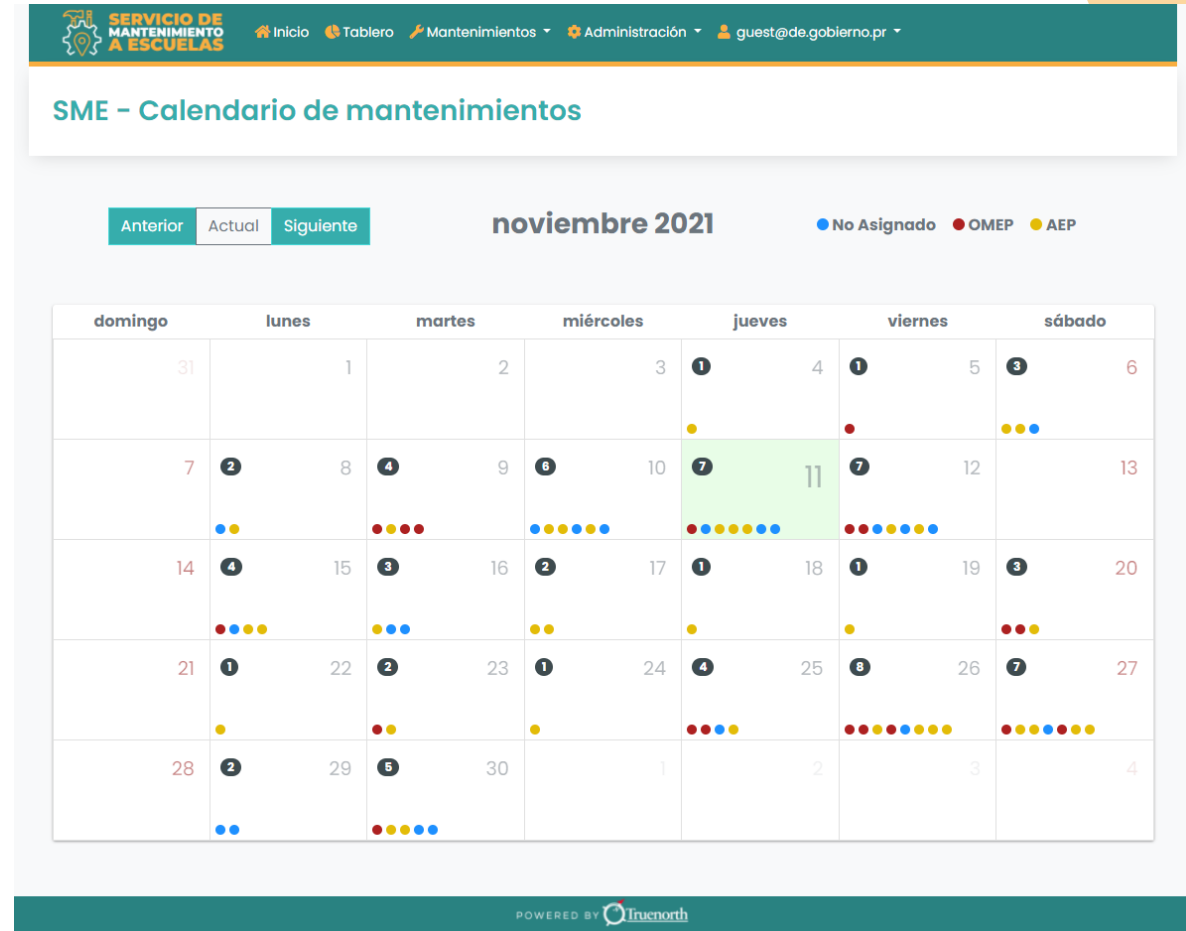 SERVICIO DE
MANTENIMIENTO
A ESCUELAS
Inicio Tablero Mantenimientos Administración guest@de.gobierno.pr
SME - Calendario de mantenimientos
Anterior Actual Siguiente
noviembre 2021
No Asignado OMEP AEP
domingo lunes martes miércoles jueves viernes sábado
31 1 2 3 1 4 1 5 3 6
7 2 8 4 9 6 10 7 11 7 12 13
14 4 15 3 16 2 17 1 18 1 19 3 20
21 1 22 2 23 1 24 4 25 8 26 7 27
28 2 29 5 30 1 2 3 4
POWERED BY Truenorth